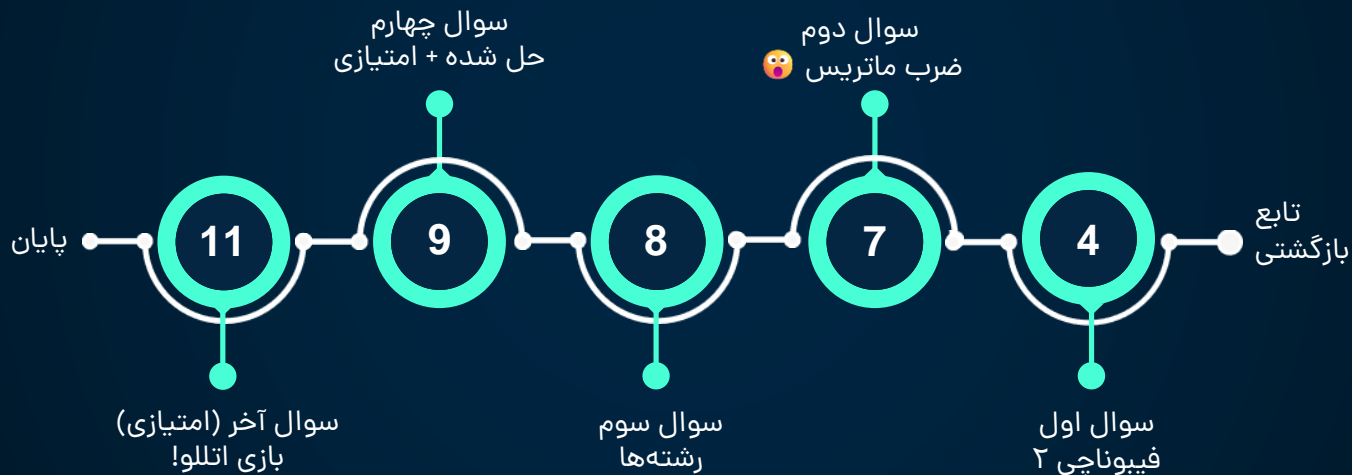 تابع
بازگشتی
4
سوال اول
فیبوناچی ۲
7
سوال دوم
ضرب ماتریس 😲
8
سوال سوم
رشته‌ها
9
سوال چهارم
حل شده + امتیازی
11
سوال آخر (امتیازی)
بازی اتللو!
پایان